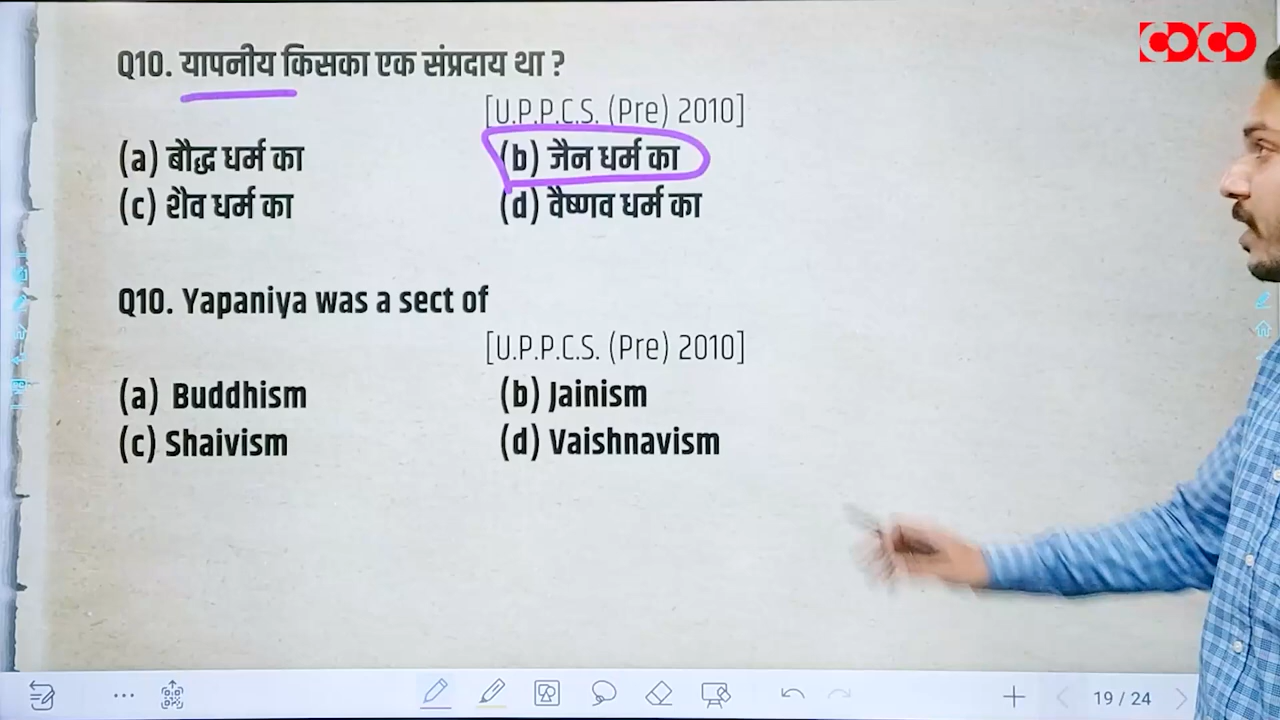 COCO
Q10. यापनीय किसका एक संप्रदाय था ?
[U.P.P.C.S. (Pre) 2010]
(a) बौद्ध धर्म का (b) जैन धर्म का
(c) शैव धर्म का (d) वैष्णव धर्म का
Q10. Yapaniya was a sect of
[U.P.P.C.S. (Pre) 2010]
(a) Buddhism (b) Jainism
(c) Shaivism (d) Vaishnavism
19 / 24